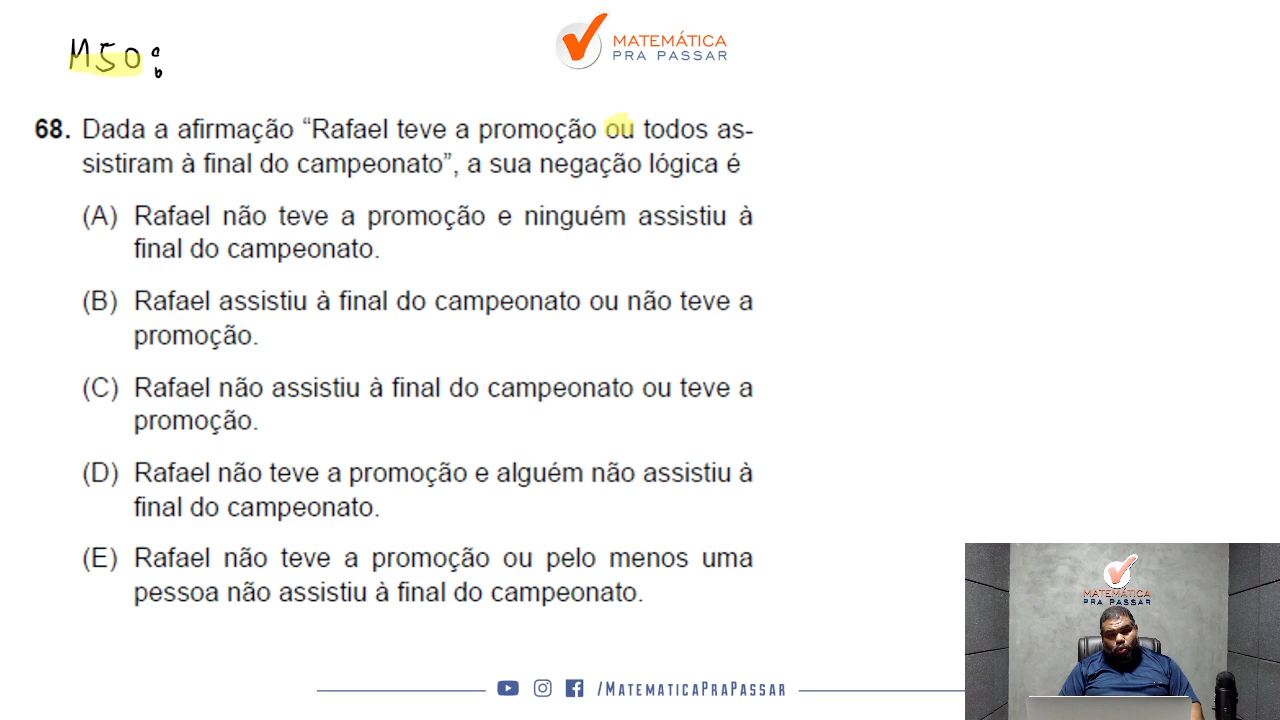 MATEMÁTICA
PRA PASSAR
M50:
68. Dada a afirmação “Rafael teve a promoção ou todos as-
sistiram à final do campeonato”, a sua negação lógica é
(A) Rafael não teve a promoção e ninguém assistiu à
final do campeonato.
(B) Rafael assistiu à final do campeonato ou não teve a
promoção.
(C) Rafael não assistiu à final do campeonato ou teve a
promoção.
(D) Rafael não teve a promoção e alguém não assistiu à
final do campeonato.
(E) Rafael não teve a promoção ou pelo menos uma
pessoa não assistiu à final do campeonato.
MATEMÁTICA
PRA PASSAR
/MATEMATICAPRAPASSAR